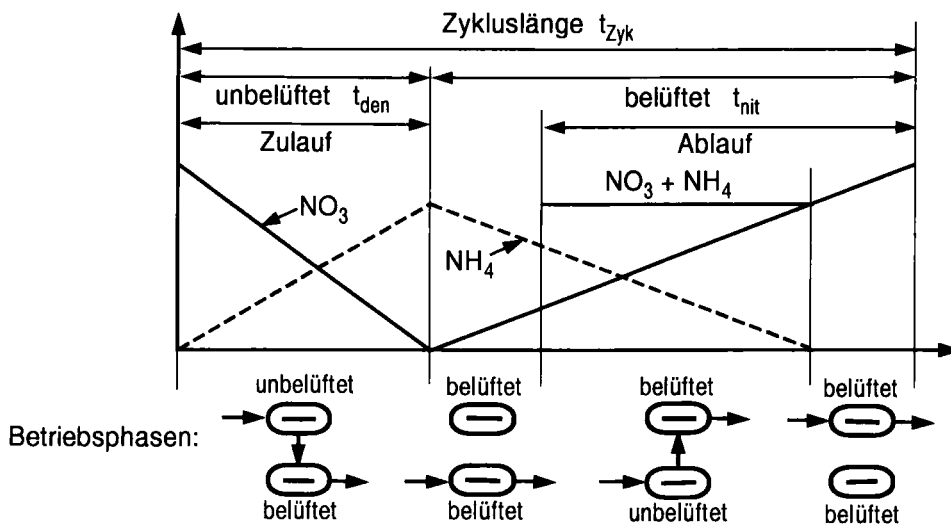 Zykluslänge t_Zyk
unbelüftet t_den
belüftet t_nit
Zulauf
Ablauf
NO₃ + NH₄
NO₃
NH₄
unbelüftet
belüftet
belüftet
belüftet
Betriebsphasen:
belüftet
belüftet
unbelüftet
belüftet